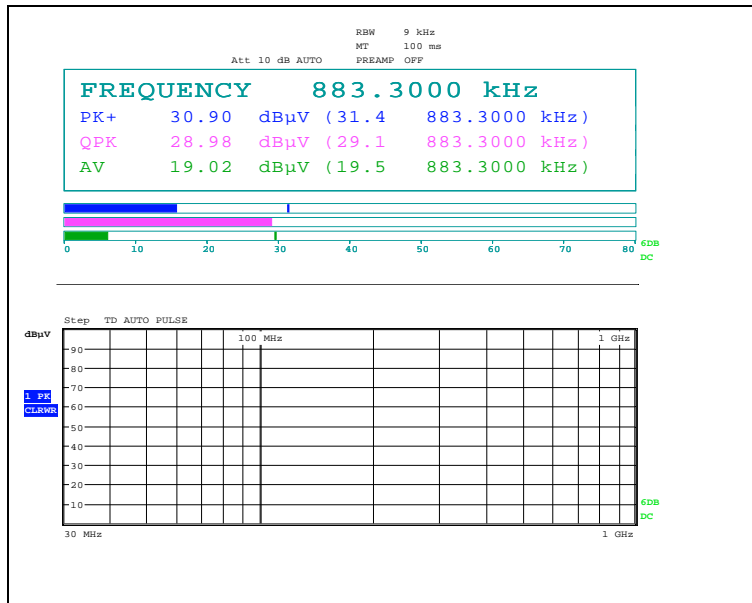 RBW 9 kHz
MT 100 ms
Att 10 dB AUTO PREAMP OFF
FREQUENCY 883.3000 kHz
PK+ 30.90 dBµV (31.4 883.3000 kHz)
QPK 28.98 dBµV (29.1 883.3000 kHz)
AV 19.02 dBµV (19.5 883.3000 kHz)
0 10 20 30 40 50 60 70 80
6DB
DC
Step TD AUTO PULSE
dBµV
100 MHz 1 GHz
90
80
70
1 PK
CLRWR
60
50
40
30
20
10
6DB
DC
30 MHz 1 GHz